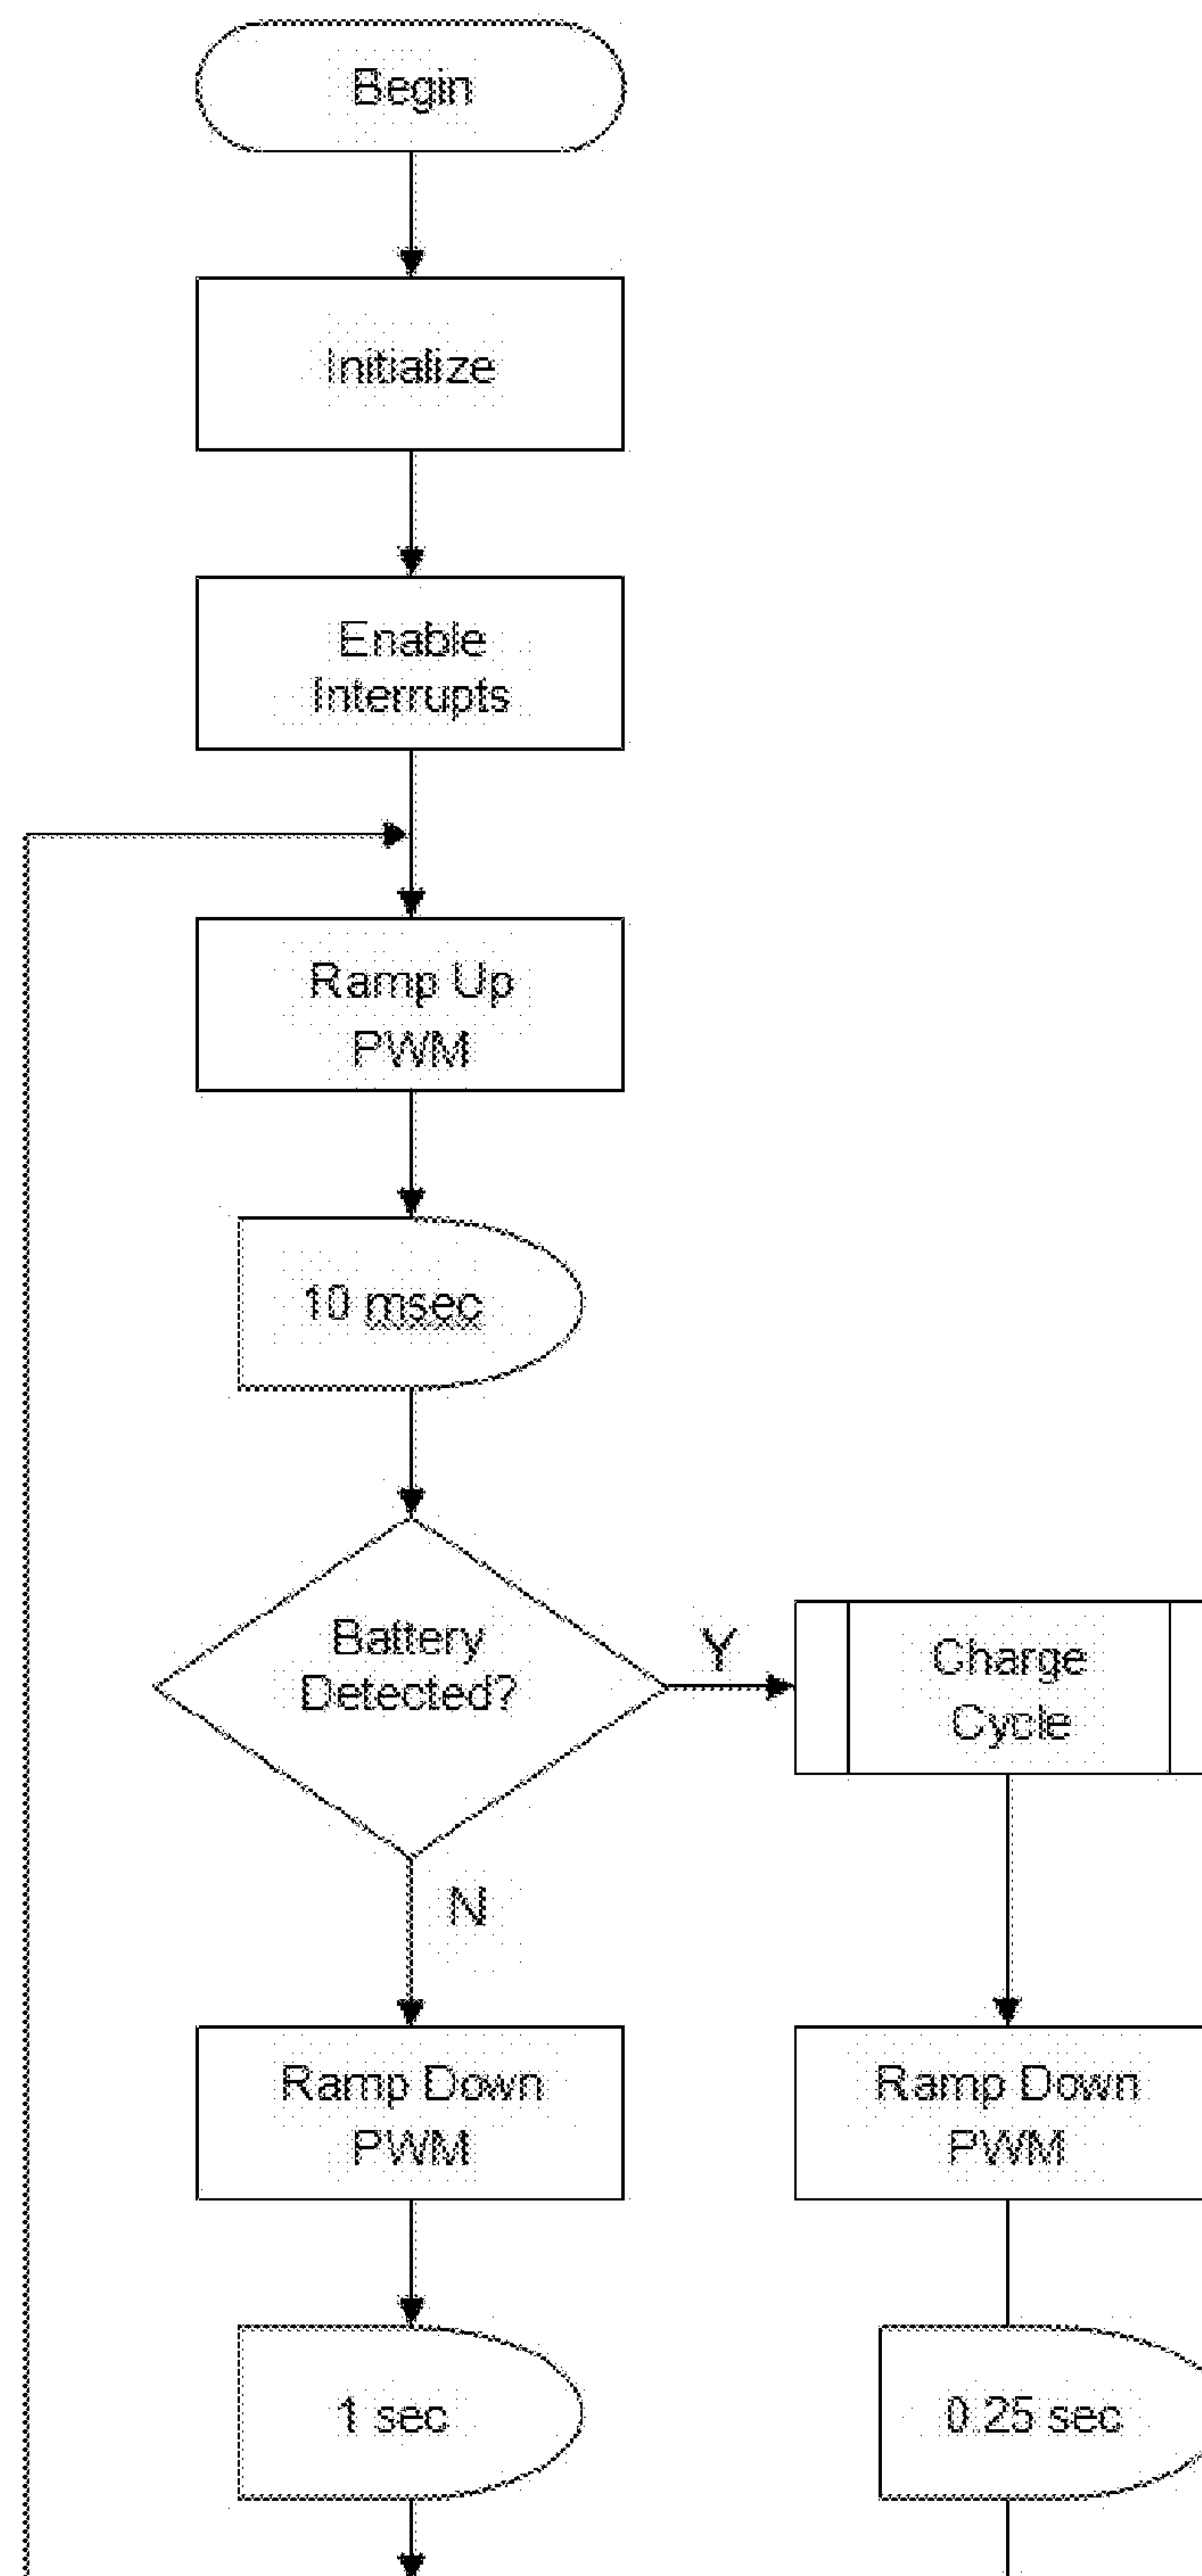 Begin
Initialize
Enable
Interrupts
Ramp Up
PWM
10 msec
Battery
Detected?
Y
Charge
Cycle
N
Ramp Down
PWM
Ramp Down
PWM
1 sec
0.25 sec